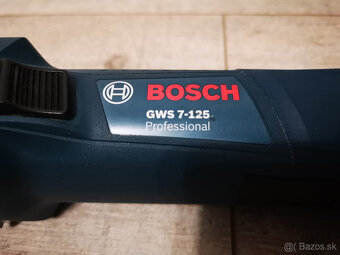 BOSCH
GWS 7-125
Professional
© Bazos.sk